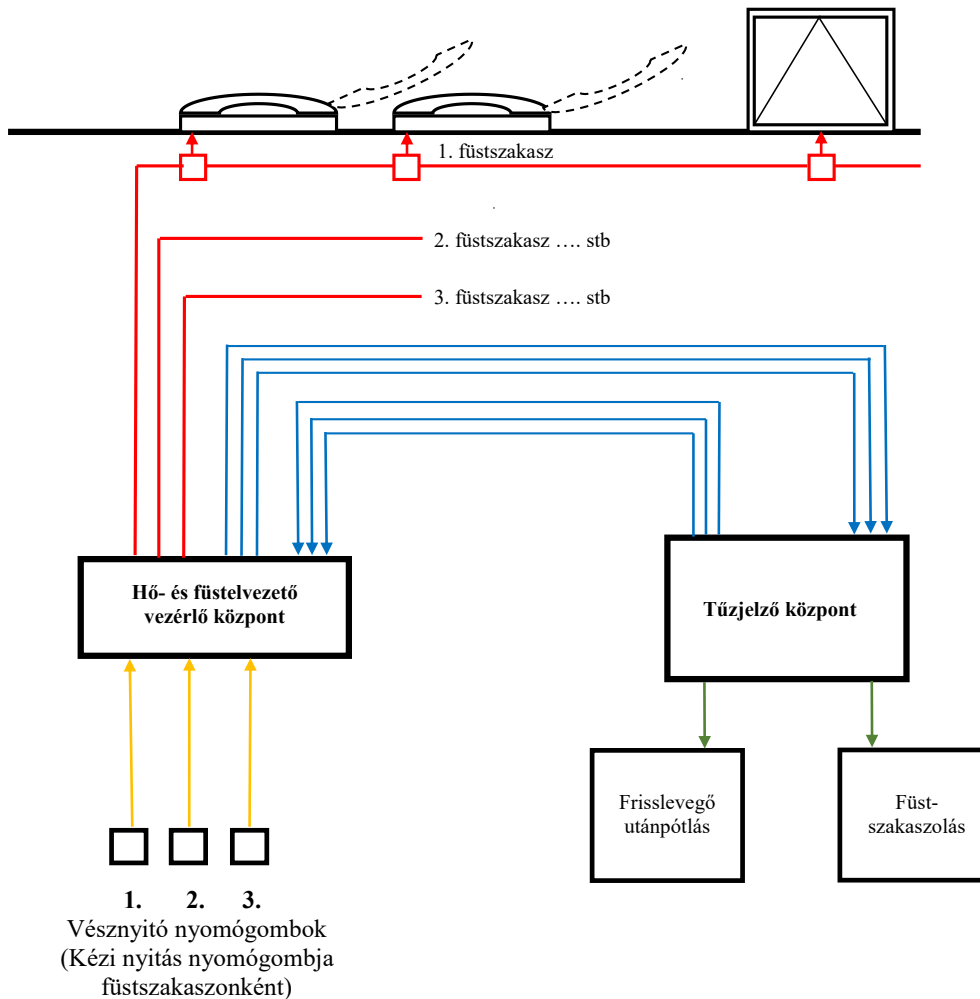 1. füstszakasz
2. füstszakasz …. stb
3. füstszakasz …. stb
Hő- és füstelvezető
vezérlő központ
Tűzjelző központ
Frisslevegő
utánpótlás
Füst-
szakaszolás
1. 2. 3.
Vésznyitó nyomógombok
(Kézi nyitás nyomógombja
füstszakaszonként)